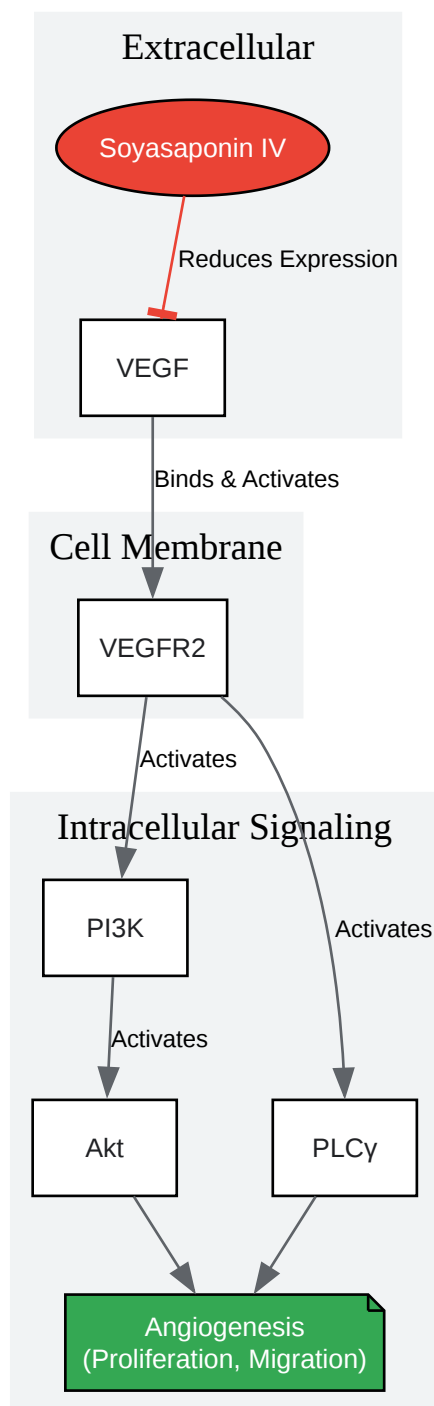 Extracellular
Soyasaponin IV
Reduces Expression
VEGF
Binds & Activates
Cell Membrane
VEGFR2
Activates
Intracellular Signaling
PI3K
Activates
Activates
Akt
PLCγ
Angiogenesis
(Proliferation, Migration)